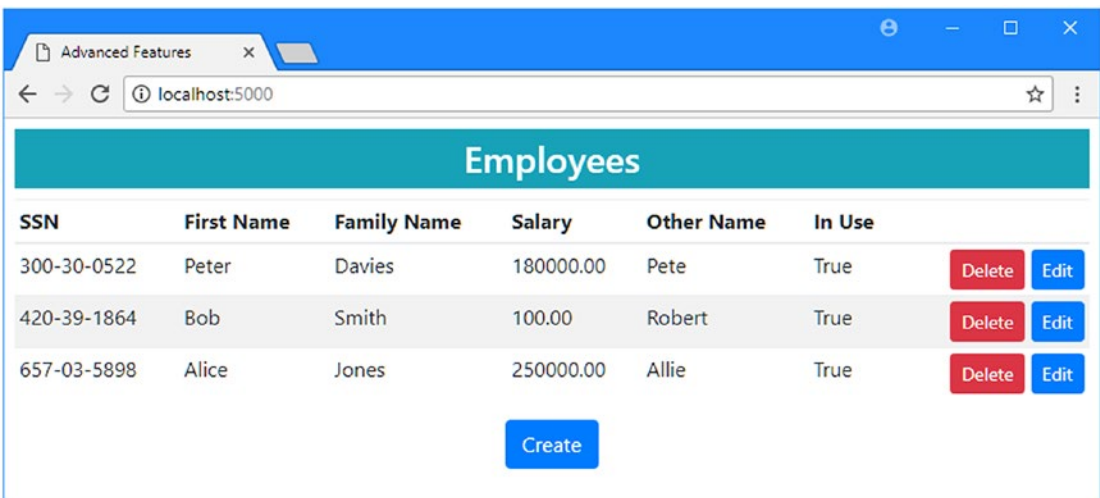 Advanced Features
localhost:5000
Employees
SSN First Name Family Name Salary Other Name In Use
300-30-0522 Peter Davies 180000.00 Pete True Delete Edit
420-39-1864 Bob Smith 100.00 Robert True Delete Edit
657-03-5898 Alice Jones 250000.00 Allie True Delete Edit
Create